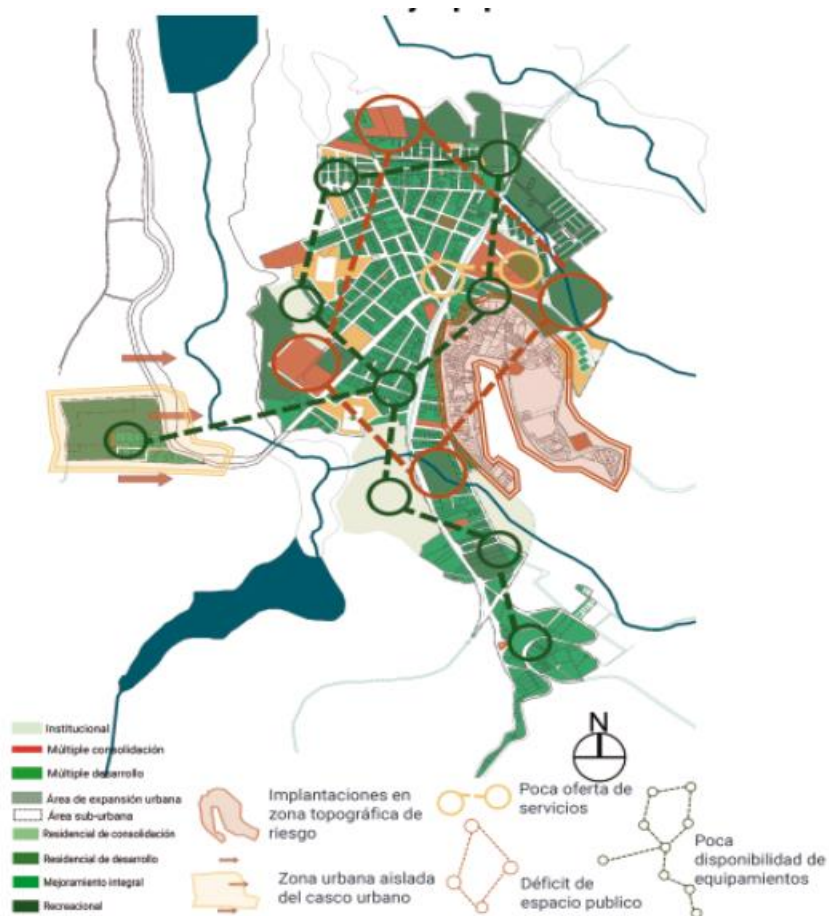 N
Institucional
Múltiple consolidación
Múltiple desarrollo
Área de expansión urbana
Área sub-urbana
Residencial de consolidación
Residencial de desarrollo
Mejoramiento integral
Recreacional
Implantaciones en
zona topográfica de
riesgo
Zona urbana aislada
del casco urbano
Poca oferta de
servicios
Déficit de
espacio publico
Poca
disponibilidad de
equipamientos